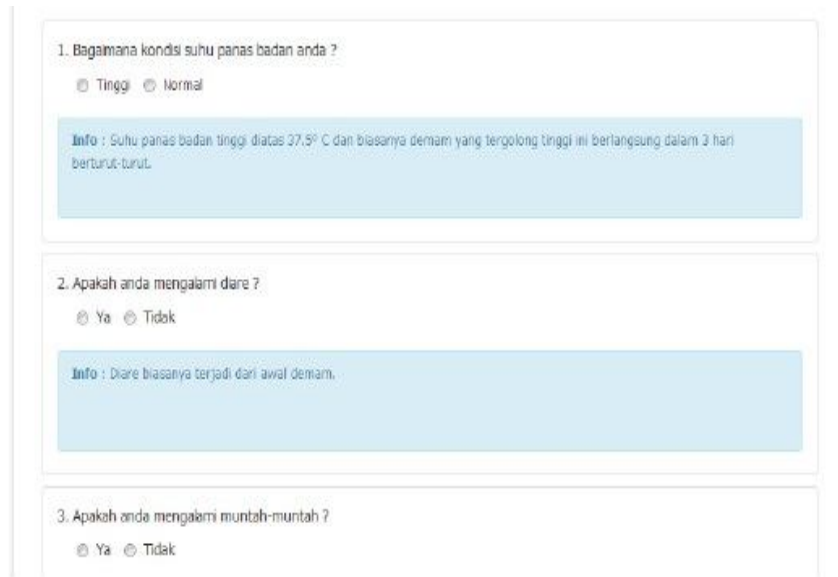 1. Bagaimana kondisi suhu panas badan anda ?
Tinggi Normal
Info : Suhu panas badan tinggi diatas 37.5° C dan biasanya demam yang tergolong tinggi ini berlangsung dalam 3 hari
berturut-turut.
2. Apakah anda mengalami diare ?
Ya Tidak
Info : Diare biasanya terjadi dari awal demam.
3. Apakah anda mengalami muntah-muntah ?
Ya Tidak